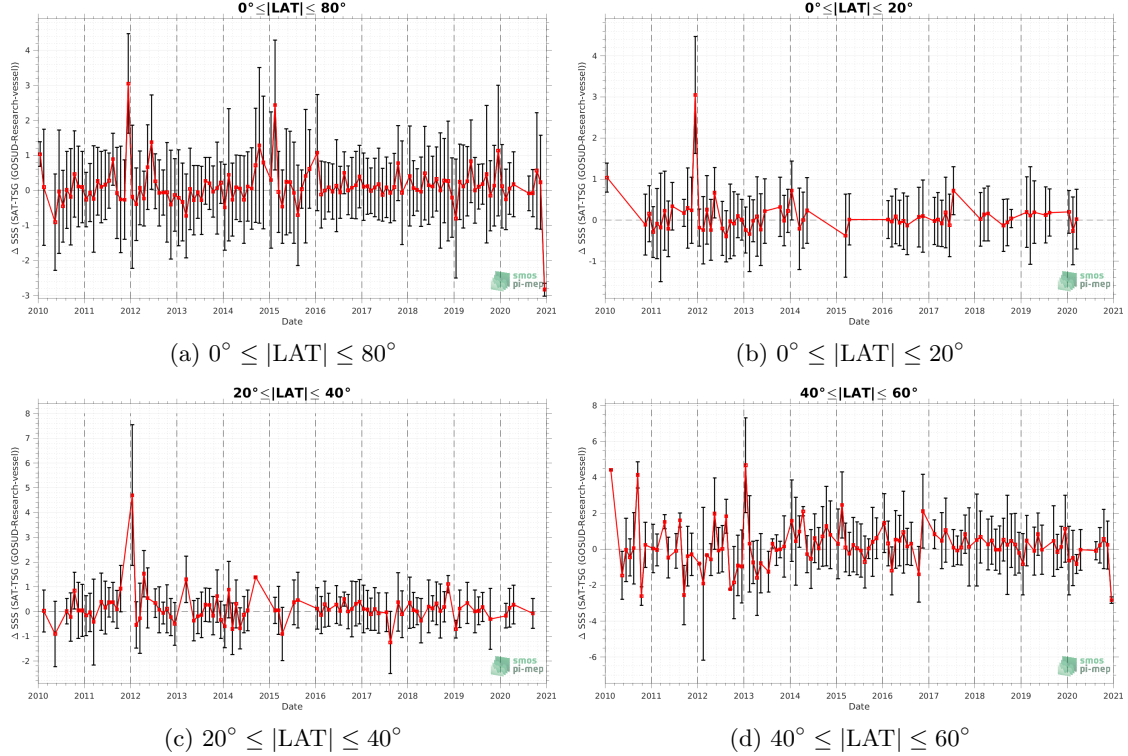 0°≤|LAT|≤ 80°
Δ SSS (SAT-TSG (GOSUD-Research-vessel))
4
3
2
1
0
-1
-2
-3
2010 2011 2012 2013 2014 2015 2016 2017 2018 2019 2020 2021
Date
smos
pi-mep
(a) 0° ≤ |LAT| ≤ 80°
0°≤|LAT|≤ 20°
Δ SSS (SAT-TSG (GOSUD-Research-vessel))
5
4
3
2
1
0
-1
2010 2011 2012 2013 2014 2015 2016 2017 2018 2019 2020 2021
Date
smos
pi-mep
(b) 0° ≤ |LAT| ≤ 20°
20°≤|LAT|≤ 40°
Δ SSS (SAT-TSG (GOSUD-Research-vessel))
8
7
6
5
4
3
2
1
0
-1
-2
2010 2011 2012 2013 2014 2015 2016 2017 2018 2019 2020 2021
Date
smos
pi-mep
(c) 20° ≤ |LAT| ≤ 40°
40°≤|LAT|≤ 60°
Δ SSS (SAT-TSG (GOSUD-Research-vessel))
8
6
4
2
0
-2
-4
-6
2010 2011 2012 2013 2014 2015 2016 2017 2018 2019 2020 2021
Date
smos
pi-mep
(d) 40° ≤ |LAT| ≤ 60°